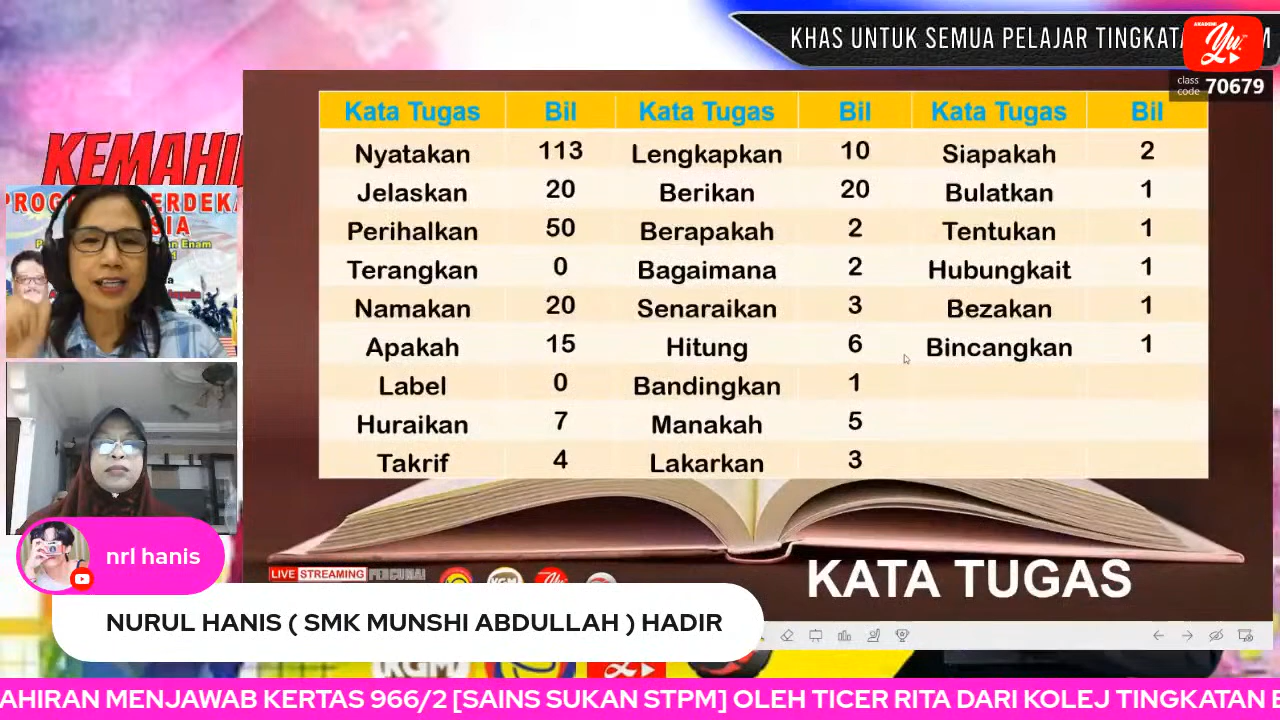 KHAS UNTUK SEMUA PELAJAR
AKADEMI
Yu
class code 70679
KEMAHI
Kata Tugas Bil Kata Tugas Bil Kata Tugas Bil
Nyatakan 113 Lengkapkan 10 Siapakah 2
Jelaskan 20 Berikan 20 Bulatkan 1
Perihalkan 50 Berapakah 2 Tentukan 1
Terangkan 0 Bagaimana 2 Hubungkait 1
Namakan 20 Senaraikan 3 Bezakan 1
Apakah 15 Hitung 6 Bincangkan 1
Label 0 Bandingkan 1
Huraikan 7 Manakah 5
Takrif 4 Lakarkan 3
LIVE STREAMING PERCUMA!
KATA TUGAS
nrl hanis
NURUL HANIS ( SMK MUNSHI ABDULLAH ) HADIR
KGM
AHIRAN MENJAWAB KERTAS 966/2 [SAINS SUKAN STPM] OLEH TICER RITA DARI KOLEJ TINGKATAN E